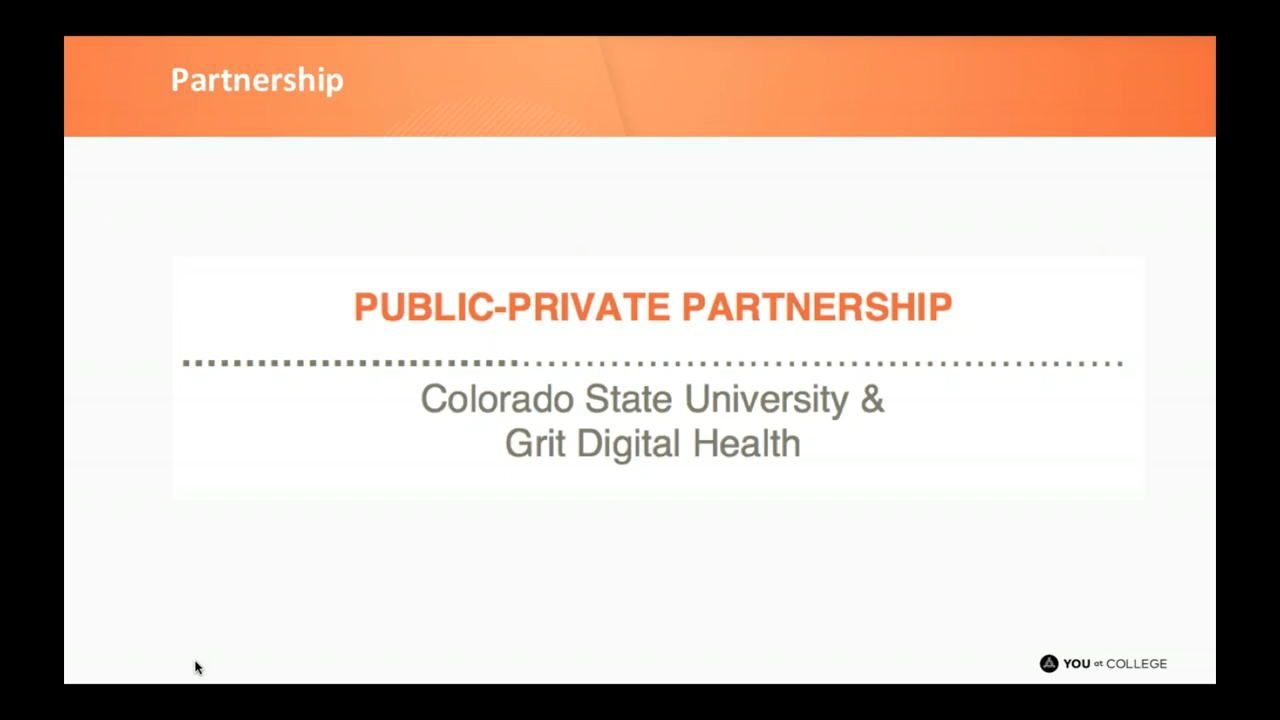 Partnership
PUBLIC-PRIVATE PARTNERSHIP
Colorado State University &
Grit Digital Health
YOU at COLLEGE